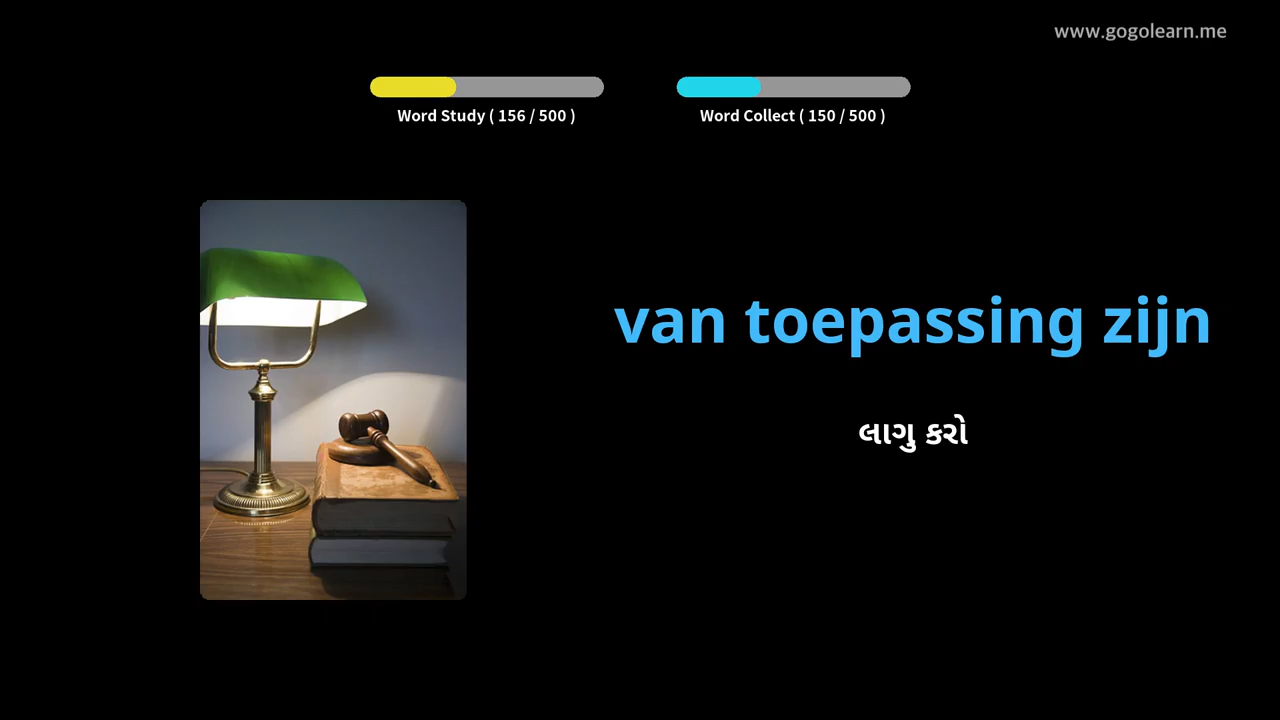 www.gogolearn.me
Word Study ( 156 / 500 )
Word Collect ( 150 / 500 )
van toepassing zijn
લાગુ કરો